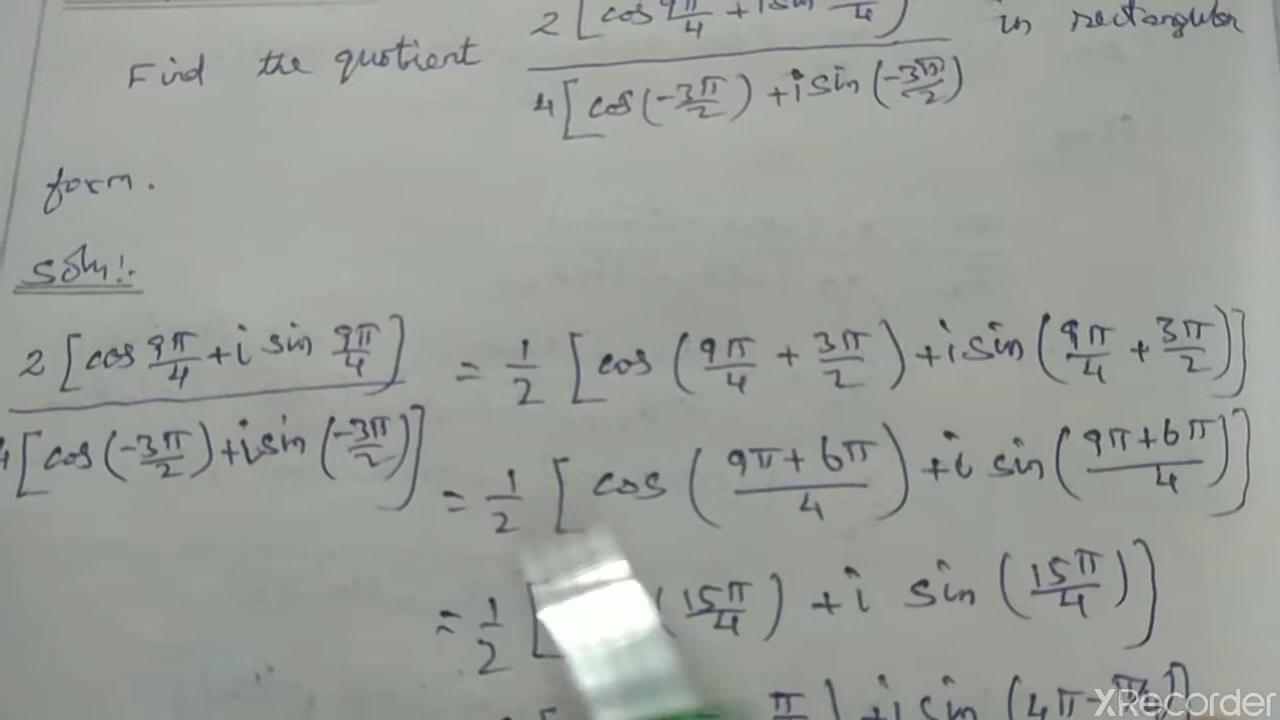 2 [cos 9π/4 + i sin π/4)
Find the quotient ――― in rectangular
4 [cos(-3π/2) + i sin(-3π/2)
form.
Soln:
2 [cos 9π/4 + i sin 9π/4] / 4 [cos(-3π/2) + i sin(-3π/2)] = 1/2 [cos (9π/4 + 3π/2) + i sin (9π/4 + 3π/2)]
= 1/2 [cos ((9π + 6π)/4) + i sin ((9π + 6π)/4)]
= 1/2 [ (15π/4) + i sin (15π/4)]
π ) + i sin (4π -
XRecorder